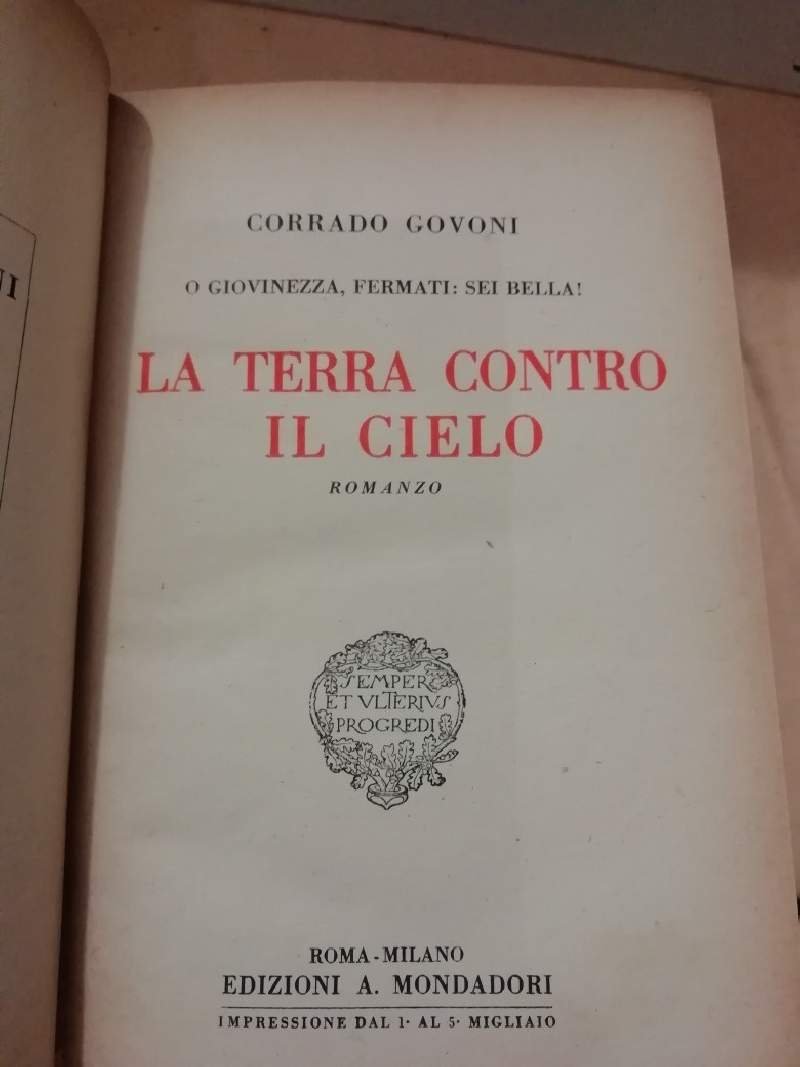 NI
CORRADO GOVONI
O GIOVINEZZA, FERMATI: SEI BELLA!
LA TERRA CONTRO
IL CIELO
ROMANZO
SEMPER
ET VLTERIVS
PROGREDI
ROMA-MILANO
EDIZIONI A. MONDADORI
IMPRESSIONE DAL 1· AL 5· MIGLIAIO